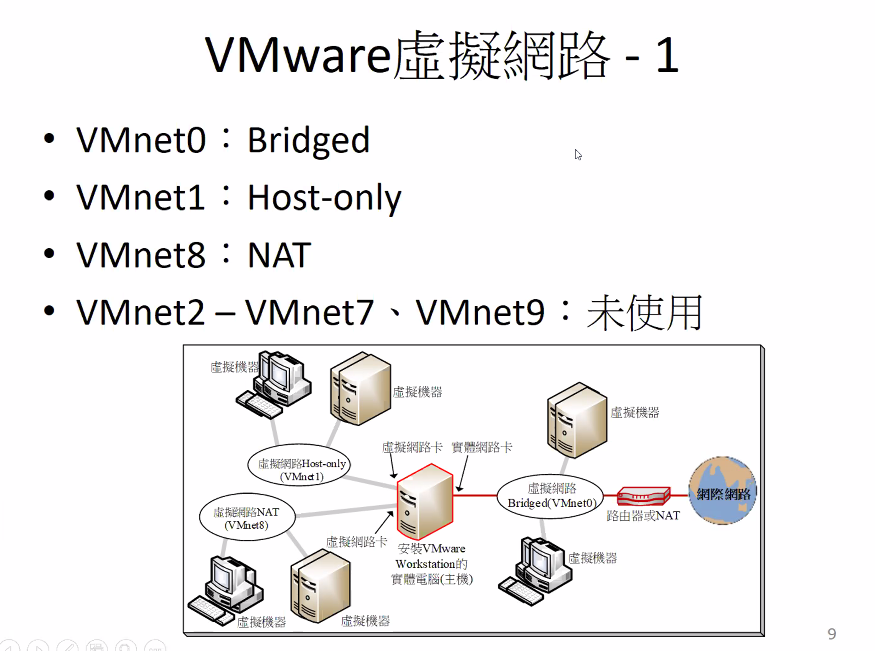 VMware虛擬網路 - 1
• VMnet0：Bridged
• VMnet1：Host-only
• VMnet8：NAT
• VMnet2 – VMnet7、VMnet9：未使用
虛擬機器
虛擬機器
虛擬機器
虛擬網路卡 實體網路卡
虛擬網路Host-only
(VMnet1)
虛擬網路
Bridged(VMnet0)
網際網路
虛擬網路NAT
(VMnet8)
路由器或NAT
虛擬網路卡
安裝VMware
Workstation的
實體電腦(主機)
虛擬機器
虛擬機器
虛擬機器
9